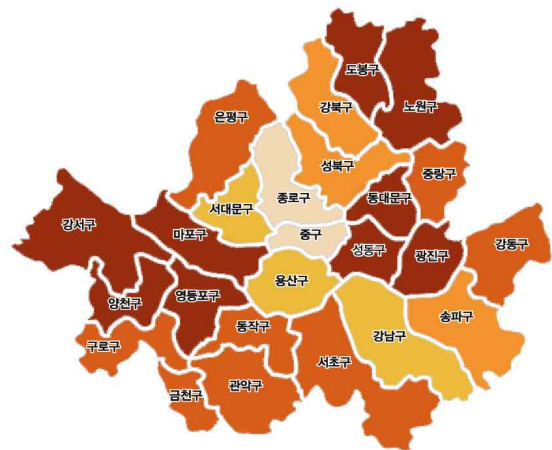 도봉구
노원구
강북구
은평구
성북구
중랑구
종로구
동대문구
서대문구
강서구
마포구
중구
성동구
광진구
강동구
용산구
양천구
영등포구
송파구
동작구
강남구
구로구
서초구
관악구
금천구